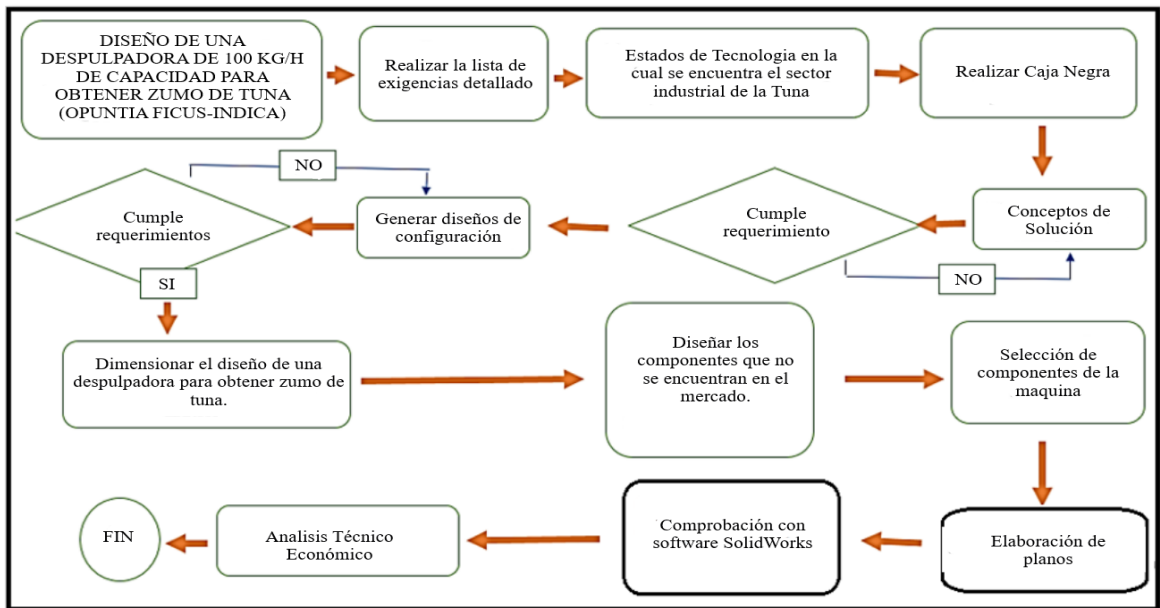 DISEÑO DE UNA
DESPULPADORA DE 100 KG/H
DE CAPACIDAD PARA
OBTENER ZUMO DE TUNA
(OPUNTIA FICUS-INDICA)
Realizar la lista de
exigencias detallado
Estados de Tecnologia en la
cual se encuentra el sector
industrial de la Tuna
Realizar Caja Negra
Conceptos de
Solución
NO
Cumple
requerimiento
Generar diseños de
configuración
NO
Cumple
requerimientos
SI
Dimensionar el diseño de una
despulpadora para obtener zumo de
tuna.
Diseñar los
componentes que no
se encuentran en el
mercado.
Selección de
componentes de la
maquina
Elaboración de
planos
Comprobación con
software SolidWorks
Analisis Técnico
Económico
FIN